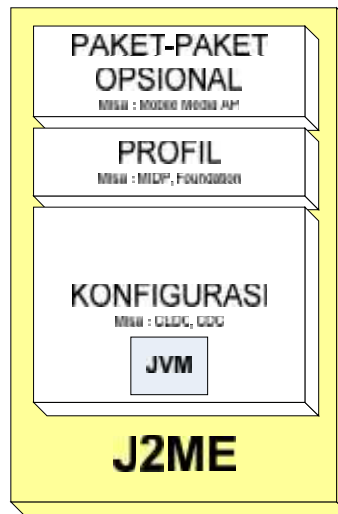 PAKET-PAKET
OPSIONAL
Misal : Mobile Media API
PROFIL
Misal : MIDP, Foundation
KONFIGURASI
Misal : CLDC, CDC
JVM
J2ME